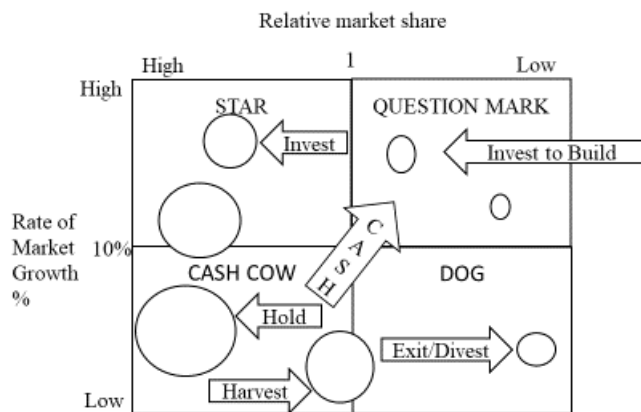 Relative market share
High
1
Low
High
STAR
QUESTION MARK
Invest
Invest to Build
Rate of
Market
Growth
%
10%
CASH
CASH COW
DOG
Hold
Exit/Divest
Harvest
Low